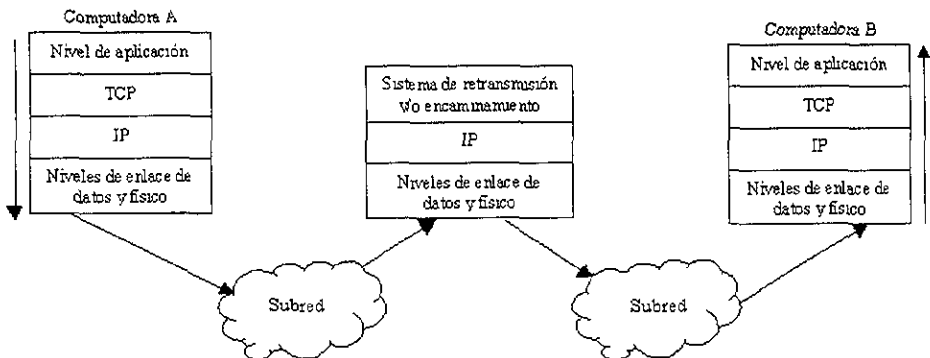 Computadora A
Nivel de aplicación
TCP
IP
Niveles de enlace de
datos y físico
Sistema de retransmisión
y/o encaminamiento
IP
Niveles de enlace de
datos y físico
Computadora B
Nivel de aplicación
TCP
IP
Niveles de enlace de
datos y físico
Subred
Subred